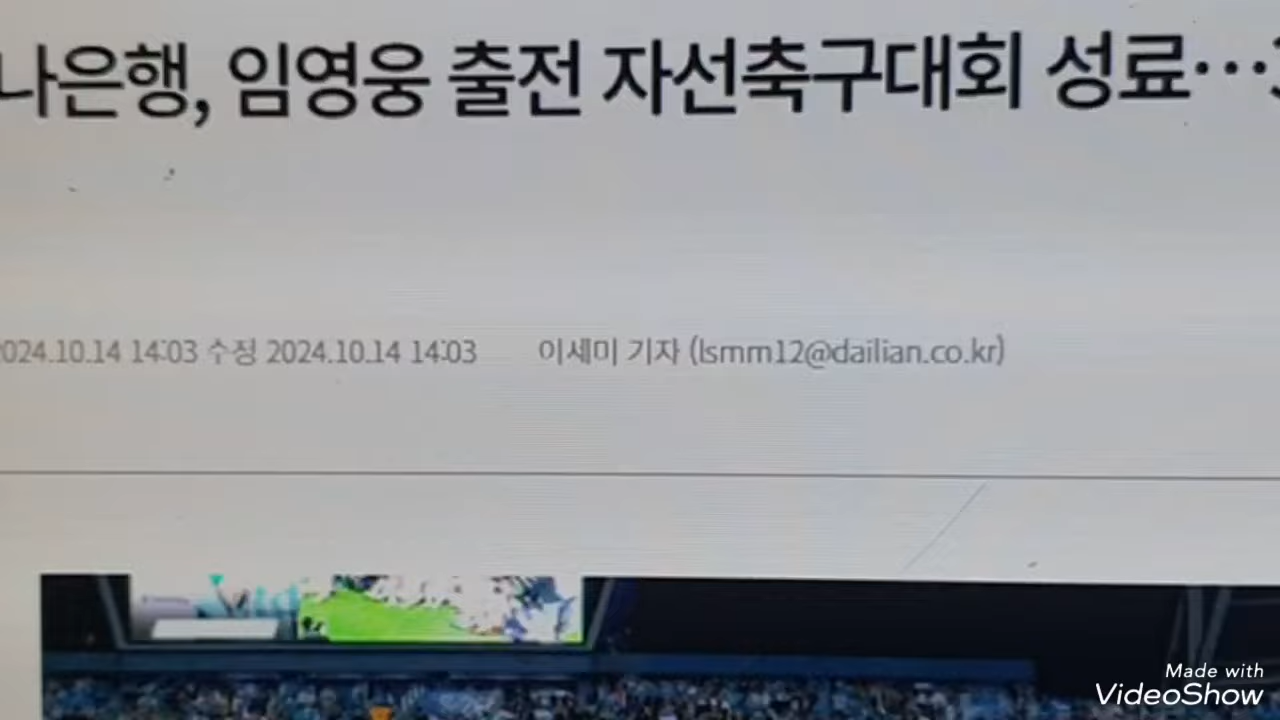 나은행, 임영웅 출전 자선축구대회 성료…
2024.10.14 14:03 수정 2024.10.14 14:03 이세미 기자 (lsmm12@dailian.co.kr)
Made with
VideoShow